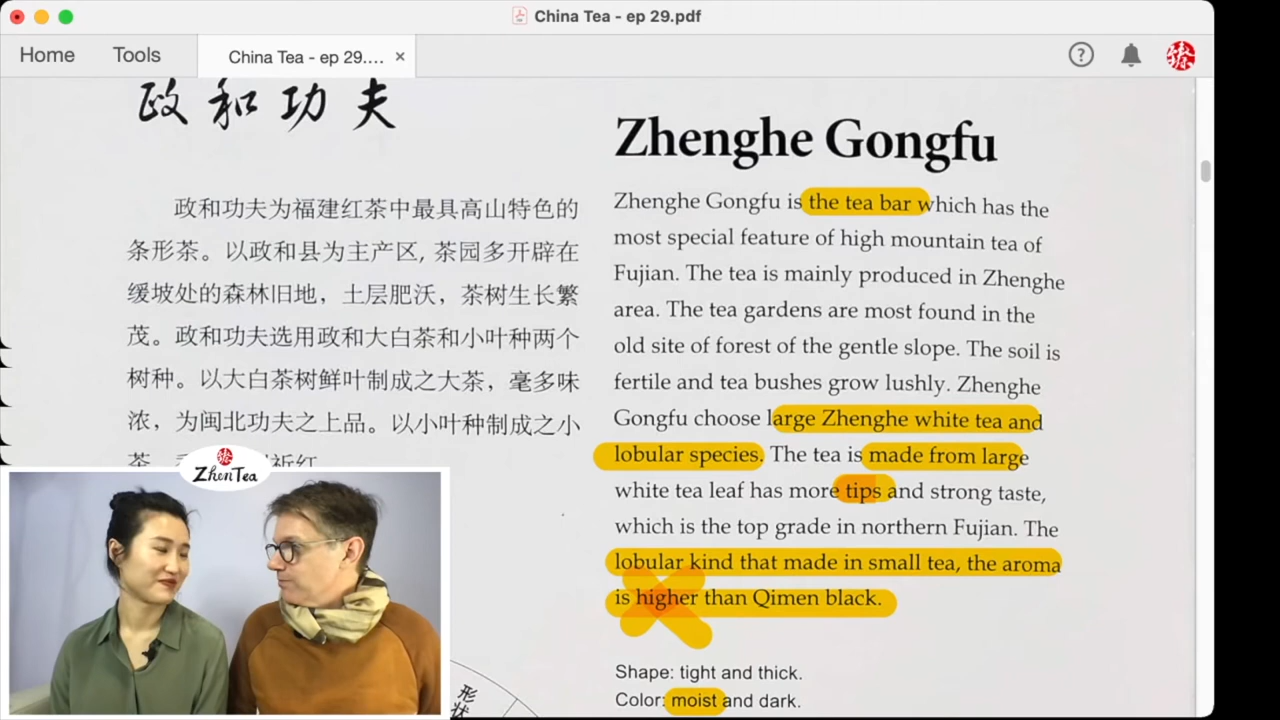 China Tea - ep 29.pdf
Home
Tools
China Tea - ep 29....
政和功夫
政和功夫为福建红茶中最具高山特色的
条形茶。以政和县为主产区, 茶园多开辟在
缓坡处的森林旧地，土层肥沃，茶树生长繁
茂。政和功夫选用政和大白茶和小叶种两个
树种。以大白茶树鲜叶制成之大茶，毫多味
浓，为闽北功夫之上品。以小叶种制成之小
Zhenghe Gongfu
Zhenghe Gongfu is the tea bar which has the
most special feature of high mountain tea of
Fujian. The tea is mainly produced in Zhenghe
area. The tea gardens are most found in the
old site of forest of the gentle slope. The soil is
fertile and tea bushes grow lushly. Zhenghe
Gongfu choose large Zhenghe white tea and
lobular species. The tea is made from large
white tea leaf has more tips and strong taste,
which is the top grade in northern Fujian. The
lobular kind that made in small tea, the aroma
is higher than Qimen black.
Shape: tight and thick.
Color: moist and dark.
形
状
ZhenTea